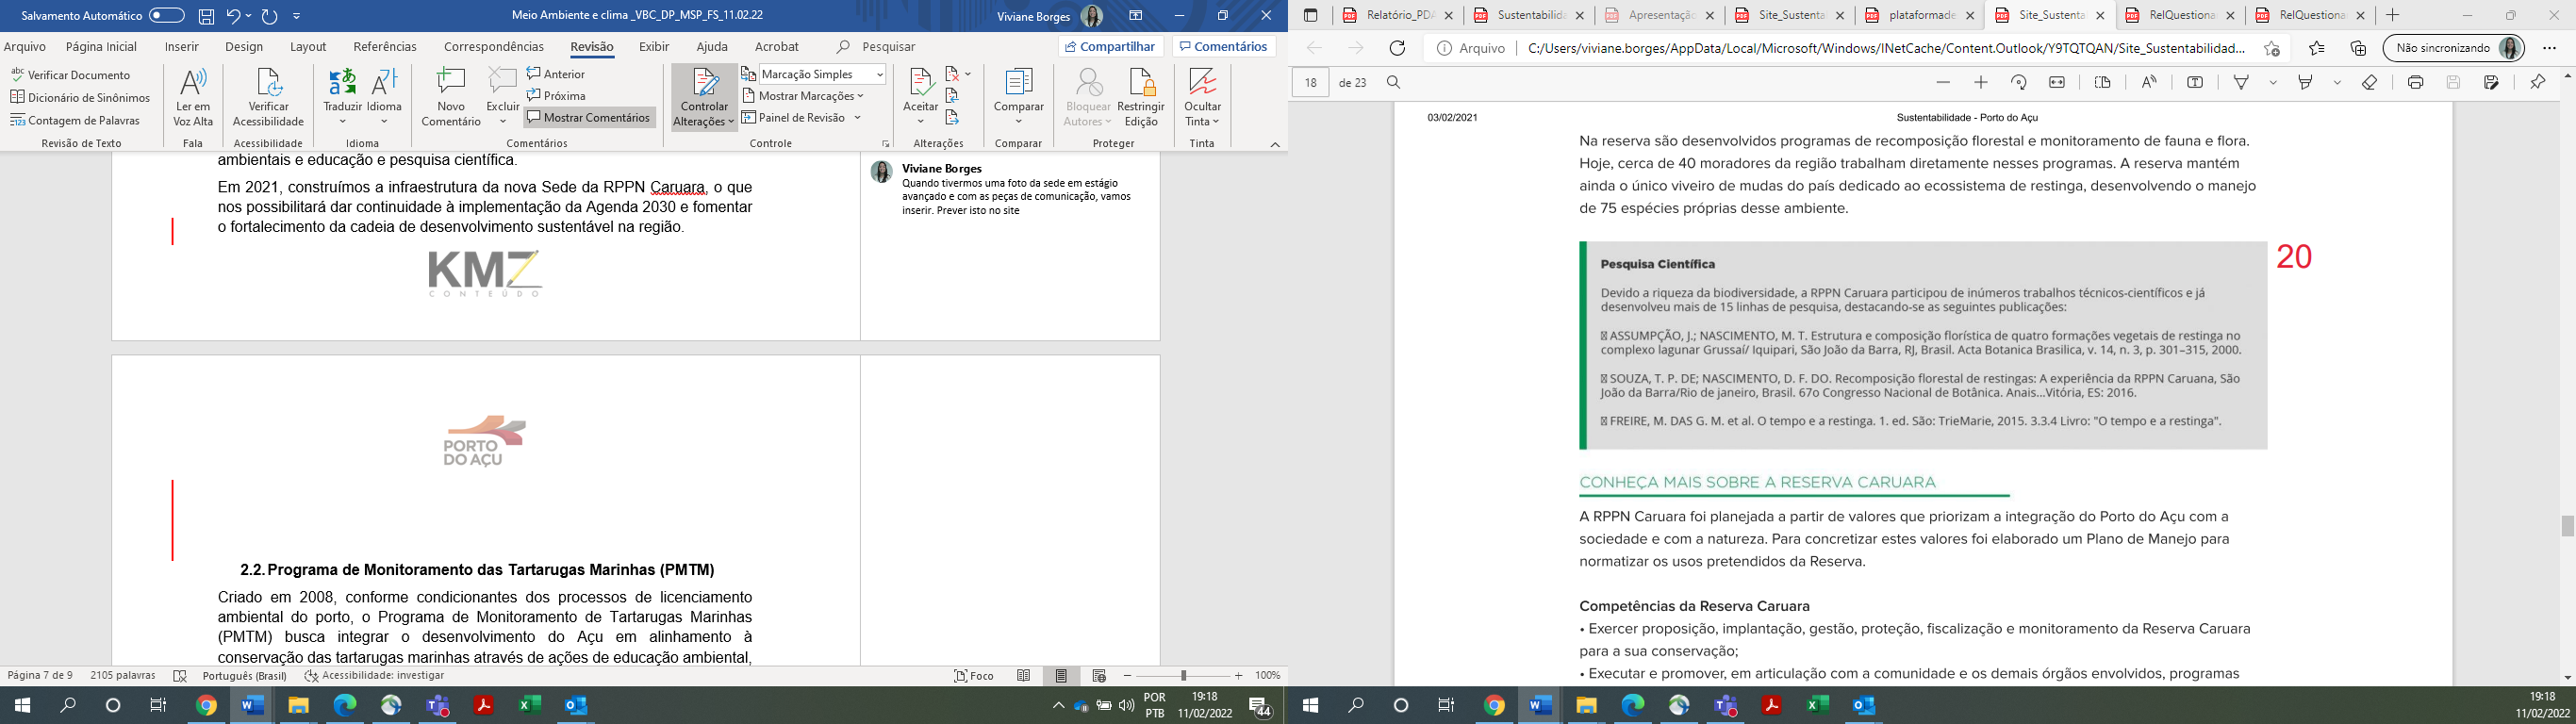 Salvamento Automático
Meio Ambiente e clima _VBC_DP_MSP_FS_11.02.22
Viviane Borges
Arquivo Página Inicial Inserir Design Layout Referências Correspondências Revisão Exibir Ajuda Acrobat Pesquisar Compartilhar Comentários
Verificar Documento
Dicionário de Sinônimos
Contagem de Palavras
Revisão de Texto
Ler em
Voz Alta
Fala
Verificar
Acessibilidade
Acessibilidade
Traduzir
Idioma
Idioma
Novo
Comentário
Excluir
Anterior
Próxima
Mostrar Comentários
Comentários
Controlar
Alterações
Marcação Simples
Mostrar Marcações
Painel de Revisão
Controle
Aceitar
Alterações
Comparar
Comparar
Bloquear
Autores
Restringir
Edição
Proteger
Ocultar
Tinta
Tinta
ambientais e educação e pesquisa científica.
Em 2021, construímos a infraestrutura da nova Sede da RPPN Caruara, o que
nos possibilitará dar continuidade à implementação da Agenda 2030 e fomentar
o fortalecimento da cadeia de desenvolvimento sustentável na região.
KMZ
CONTEÚDO
Viviane Borges
Quando tivermos uma foto da sede em estágio
avançado e com as peças de comunicação, vamos
inserir. Prever isto no site
PORTO
DO AÇU
2.2. Programa de Monitoramento das Tartarugas Marinhas (PMTM)
Criado em 2008, conforme condicionantes dos processos de licenciamento
ambiental do porto, o Programa de Monitoramento de Tartarugas Marinhas
(PMTM) busca integrar o desenvolvimento do Açu em alinhamento à
conservação das tartarugas marinhas através de ações de educação ambiental,
Página 7 de 9 2105 palavras Português (Brasil) Acessibilidade: investigar Foco 100%
POR
PTB
19:18
11/02/2022
44
Relatório_PDA Sustentabilida Apresentação Site_Sustenta plataformade Site_Sustenta RelQuestiona RelQuestiona
Arquivo C:/Users/viviane.borges/AppData/Local/Microsoft/Windows/INetCache/Content.Outlook/Y9TQTQAN/Site_Sustentabilidad... Não sincronizando
18 de 23
03/02/2021 Sustentabilidade - Porto do Açu
Na reserva são desenvolvidos programas de recomposição florestal e monitoramento de fauna e flora.
Hoje, cerca de 40 moradores da região trabalham diretamente nesses programas. A reserva mantém
ainda o único viveiro de mudas do país dedicado ao ecossistema de restinga, desenvolvendo o manejo
de 75 espécies próprias desse ambiente.
20
Pesquisa Científica
Devido a riqueza da biodiversidade, a RPPN Caruara participou de inúmeros trabalhos técnicos-científicos e já
desenvolveu mais de 15 linhas de pesquisa, destacando-se as seguintes publicações:
ASSUMPÇÃO, J.; NASCIMENTO, M. T. Estrutura e composição florística de quatro formações vegetais de restinga no
complexo lagunar Grussaí/ Iquipari, São João da Barra, RJ, Brasil. Acta Botanica Brasilica, v. 14, n. 3, p. 301–315, 2000.
SOUZA, T. P. DE; NASCIMENTO, D. F. DO. Recomposição florestal de restingas: A experiência da RPPN Caruana, São
João da Barra/Rio de janeiro, Brasil. 67o Congresso Nacional de Botânica. Anais...Vitória, ES: 2016.
FREIRE, M. DAS G. M. et al. O tempo e a restinga. 1. ed. São: TrieMarie, 2015. 3.3.4 Livro: "O tempo e a restinga".
CONHEÇA MAIS SOBRE A RESERVA CARUARA
A RPPN Caruara foi planejada a partir de valores que priorizam a integração do Porto do Açu com a
sociedade e com a natureza. Para concretizar estes valores foi elaborado um Plano de Manejo para
normatizar os usos pretendidos da Reserva.
Competências da Reserva Caruara
• Exercer proposição, implantação, gestão, proteção, fiscalização e monitoramento da Reserva Caruara
para a sua conservação;
• Executar e promover, em articulação com a comunidade e os demais órgãos envolvidos, programas
19:18
11/02/2022